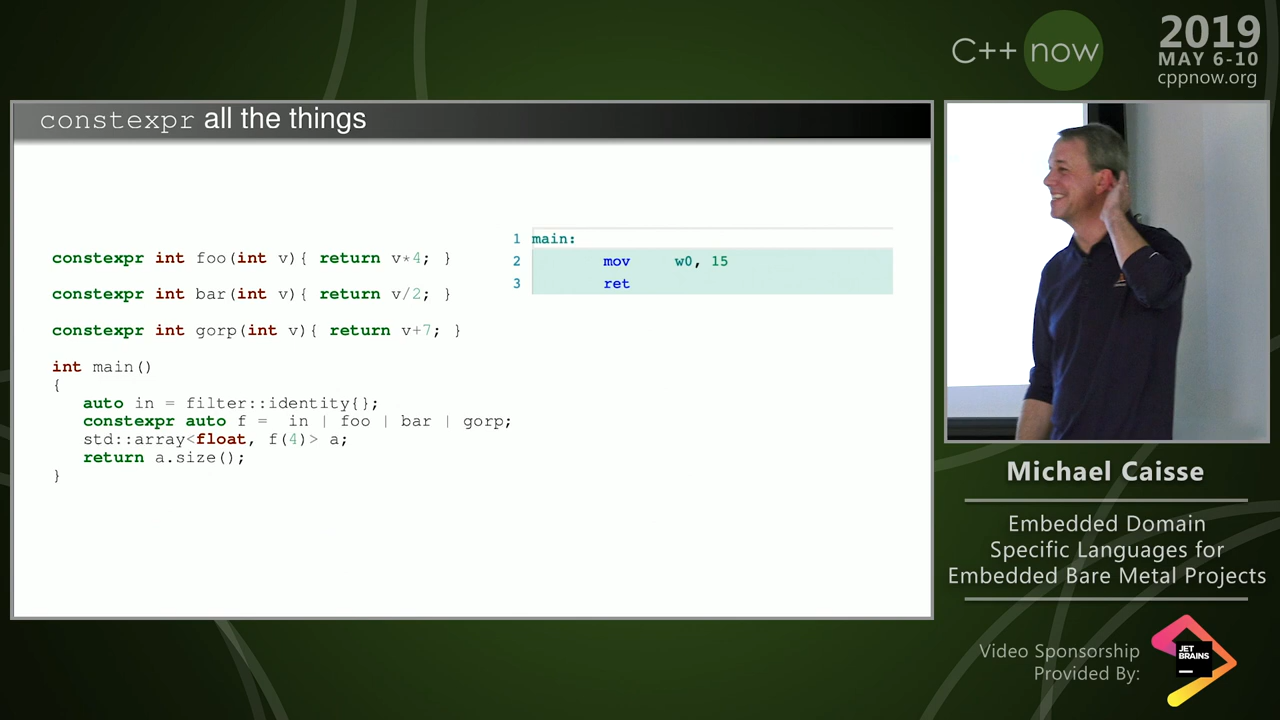 C++ now
2019
MAY 6-10
cppnow.org
constexpr all the things
constexpr int foo(int v){ return v*4; }
constexpr int bar(int v){ return v/2; }
constexpr int gorp(int v){ return v+7; }
int main()
{
auto in = filter::identity{};
constexpr auto f =  in | foo | bar | gorp;
std::array<float, f(4)> a;
return a.size();
}
1 main:
2 mov w0, 15
3 ret
Michael Caisse
Embedded Domain
Specific Languages for
Embedded Bare Metal Projects
Video Sponsorship
Provided By:
JET
BRAINS